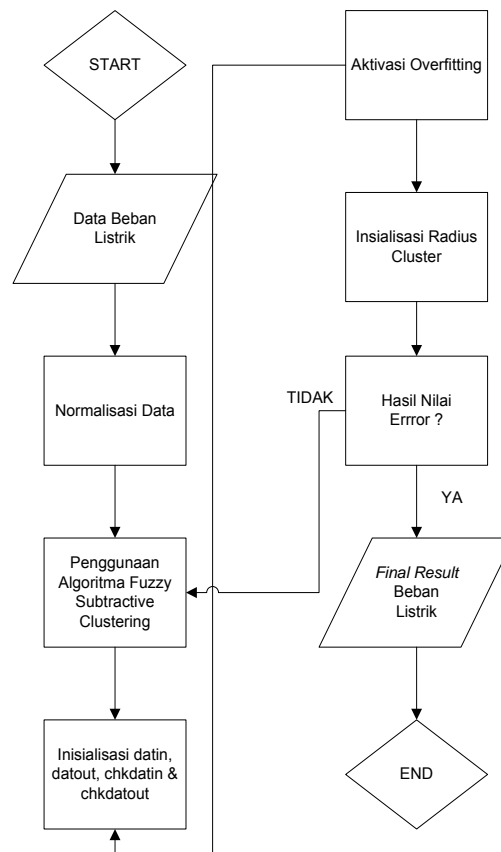 START
Data Beban
Listrik
Normalisasi Data
Penggunaan
Algoritma Fuzzy
Subtractive
Clustering
Inisialisasi datin,
datout, chkdatin &
chkdatout
Aktivasi Overfitting
Insialisasi Radius
Cluster
Hasil Nilai
Errror ?
TIDAK
YA
Final Result
Beban
Listrik
END